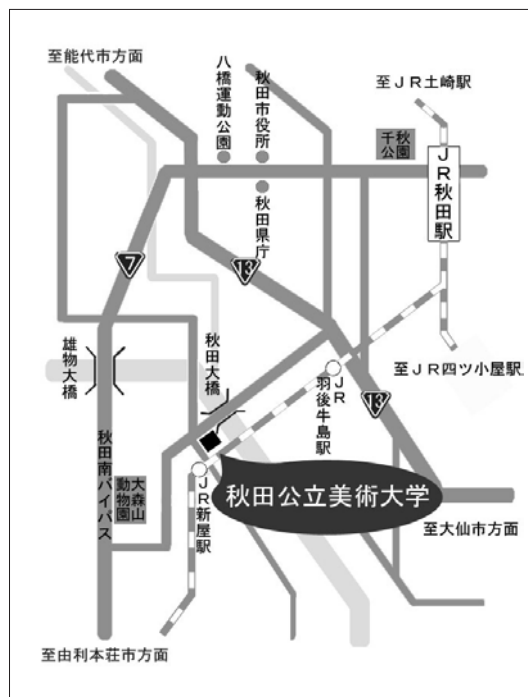 至能代市方面
八橋運動公園
秋田市役所
至JR土崎駅
千秋
公園
JR秋田駅
秋田県庁
7
13
雄物大橋
秋田大橋
JR
羽後牛島駅
至JR四ツ小屋駅
13
秋田南バイパス
大森山
動物園
JR新屋駅
秋田公立美術大学
至大仙市方面
至由利本荘市方面